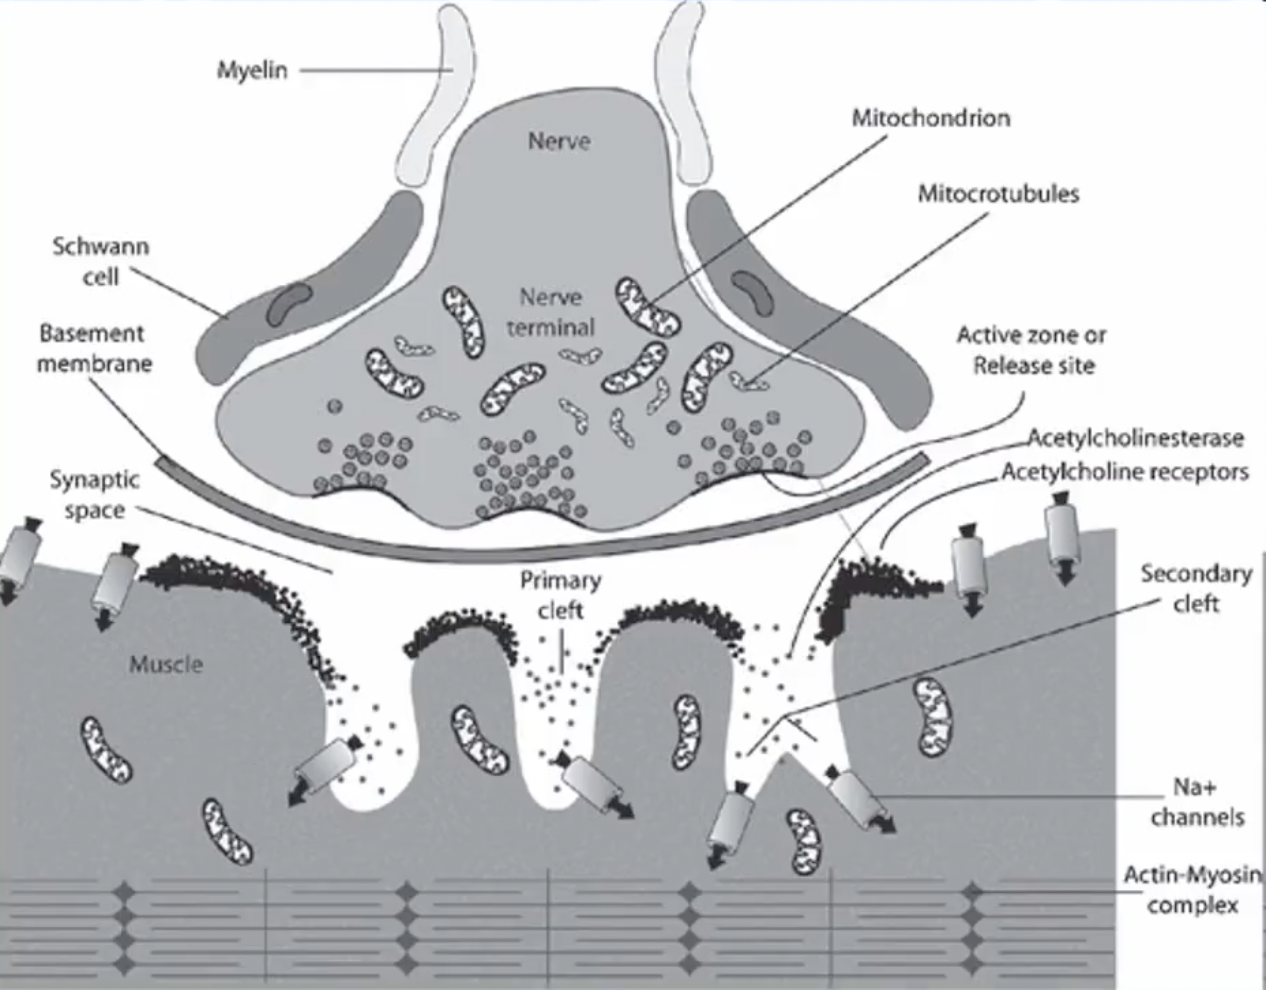 Myelin
Nerve
Mitochondrion
Mitocrotubules
Schwann
cell
Nerve
terminal
Basement
membrane
Active zone or
Release site
Acetylcholinesterase
Acetylcholine receptors
Synaptic
space
Primary
cleft
Secondary
cleft
Muscle
Na+
channels
Actin-Myosin
complex